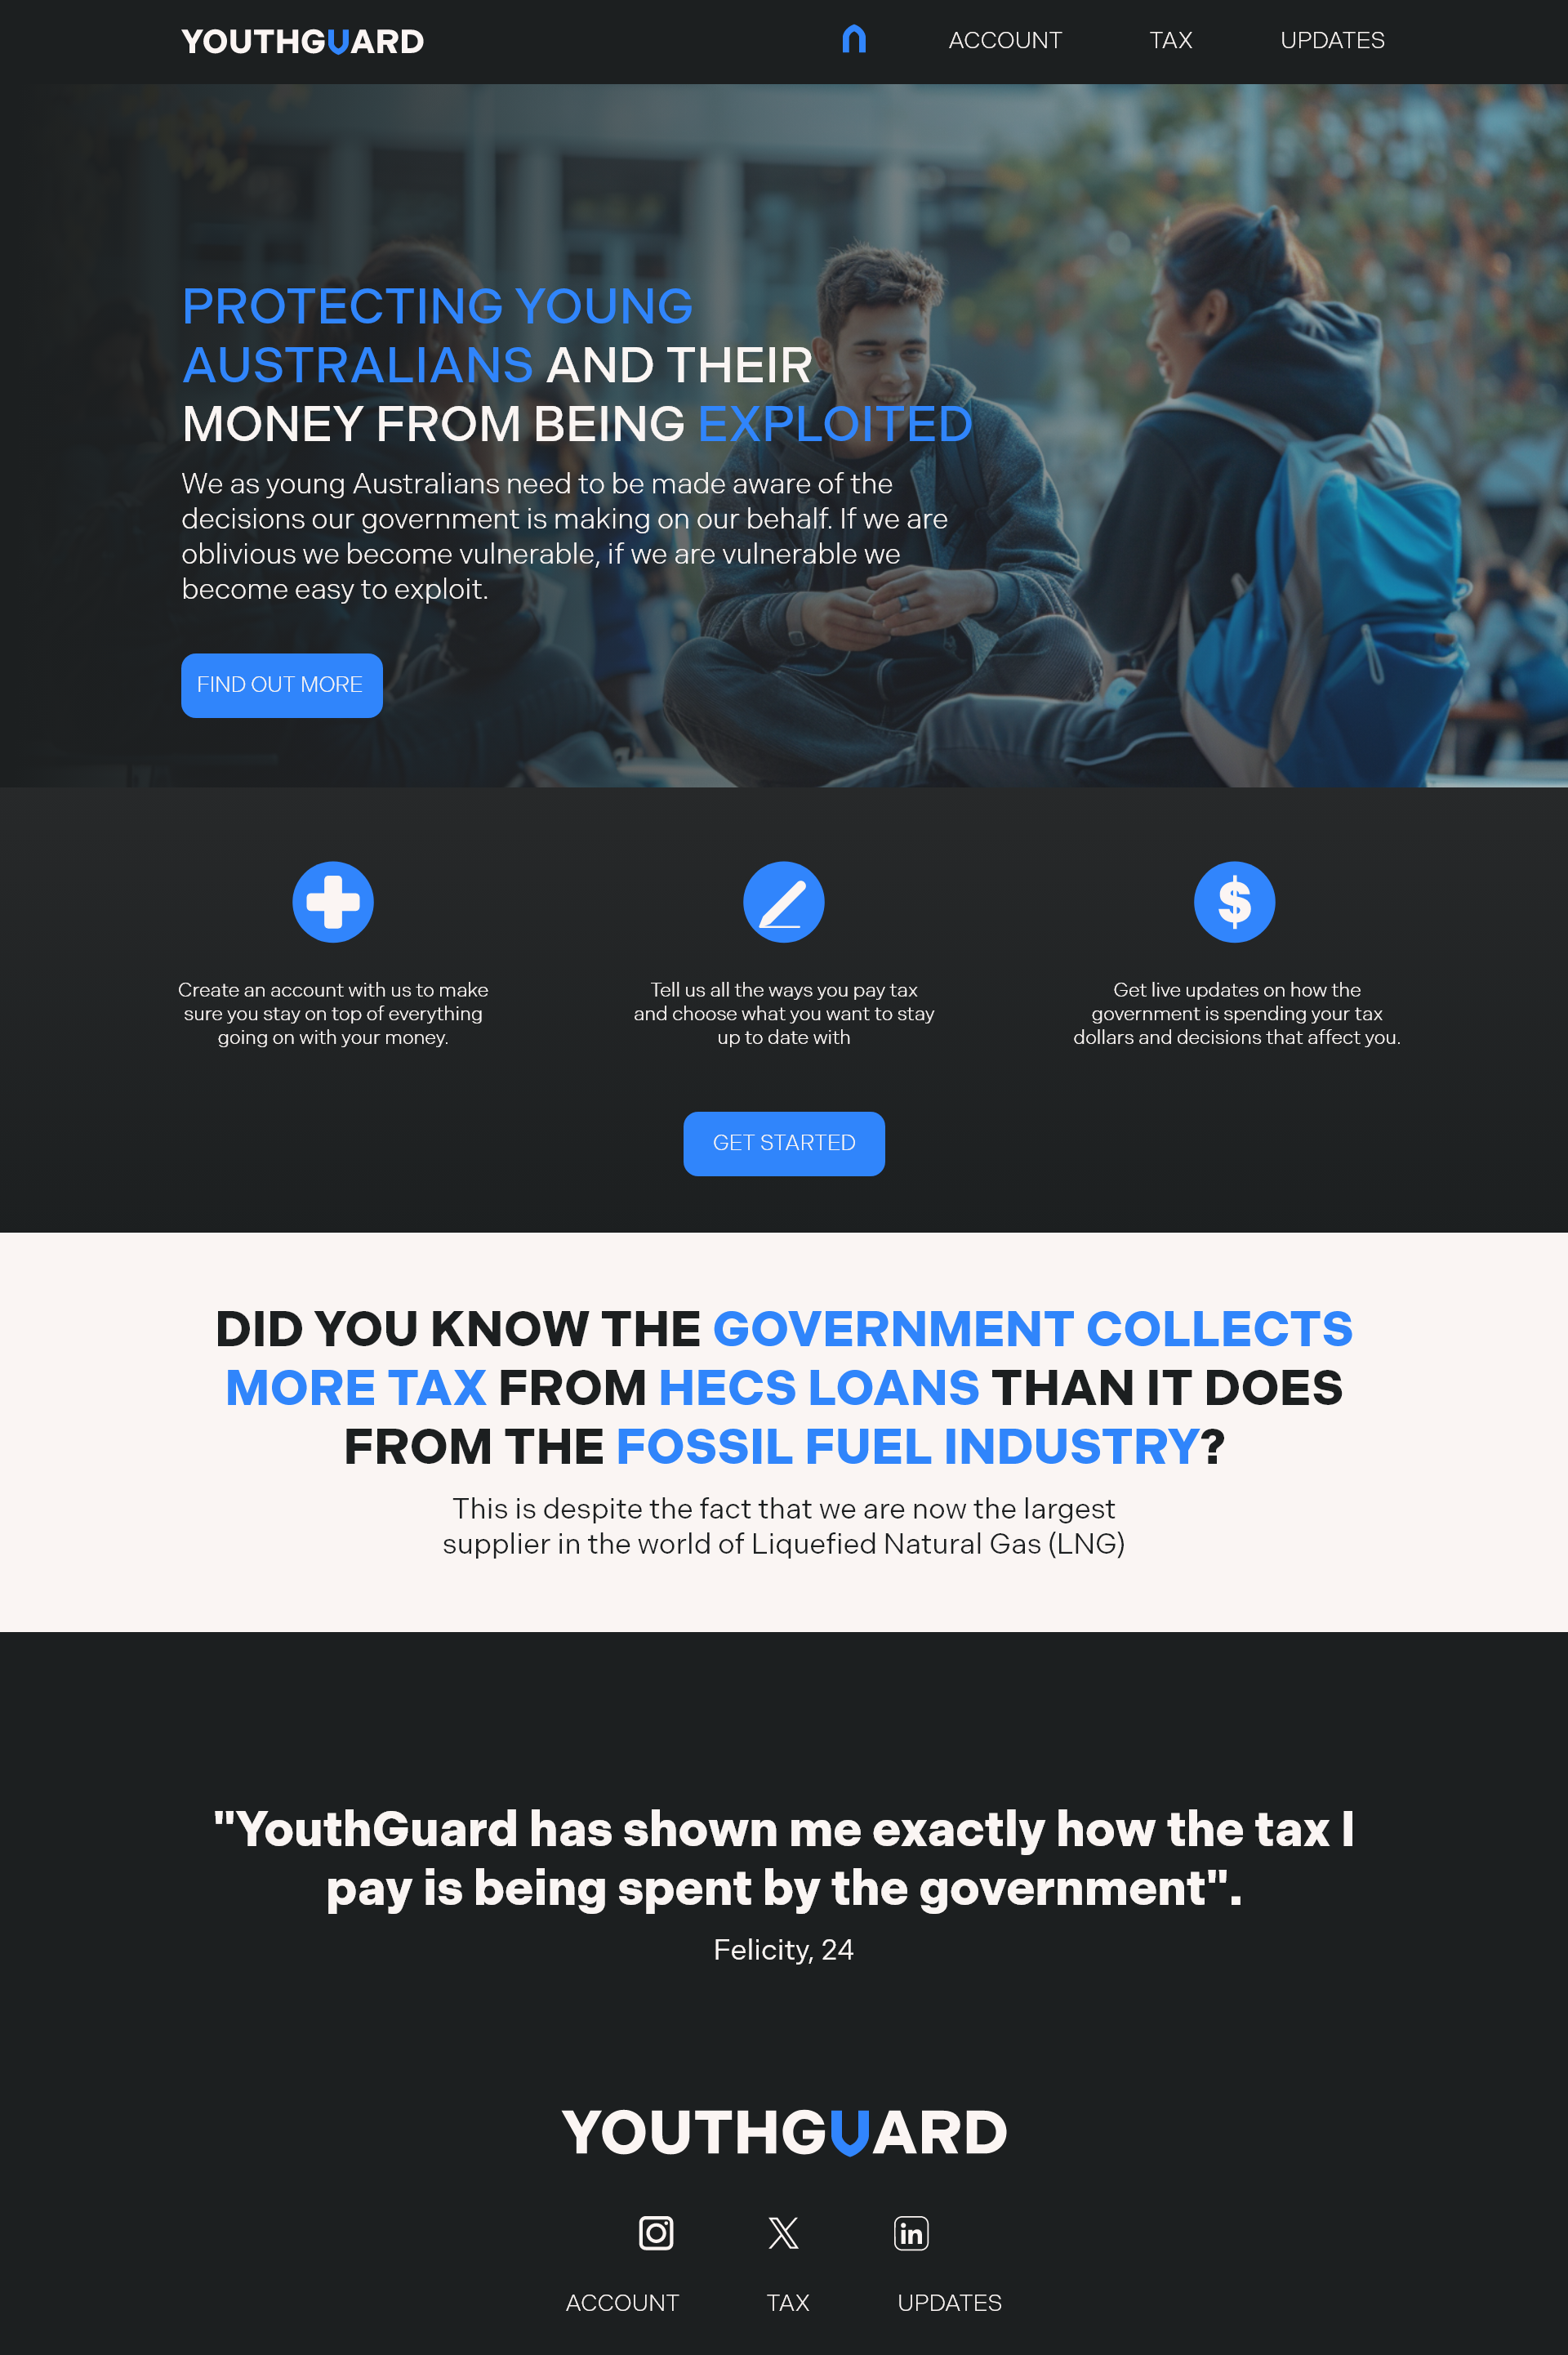 YOUTHGUARD
ACCOUNT TAX UPDATES
PROTECTING YOUNG
AUSTRALIANS AND THEIR
MONEY FROM BEING EXPLOITED
We as young Australians need to be made aware of the
decisions our government is making on our behalf. If we are
oblivious we become vulnerable, if we are vulnerable we
become easy to exploit.
FIND OUT MORE
$
Create an account with us to make
sure you stay on top of everything
going on with your money.
Tell us all the ways you pay tax
and choose what you want to stay
up to date with
Get live updates on how the
government is spending your tax
dollars and decisions that affect you.
GET STARTED
DID YOU KNOW THE GOVERNMENT COLLECTS
MORE TAX FROM HECS LOANS THAN IT DOES
FROM THE FOSSIL FUEL INDUSTRY?
This is despite the fact that we are now the largest
supplier in the world of Liquefied Natural Gas (LNG)
"YouthGuard has shown me exactly how the tax I
pay is being spent by the government".
Felicity, 24
YOUTHGUARD
X in
ACCOUNT TAX UPDATES